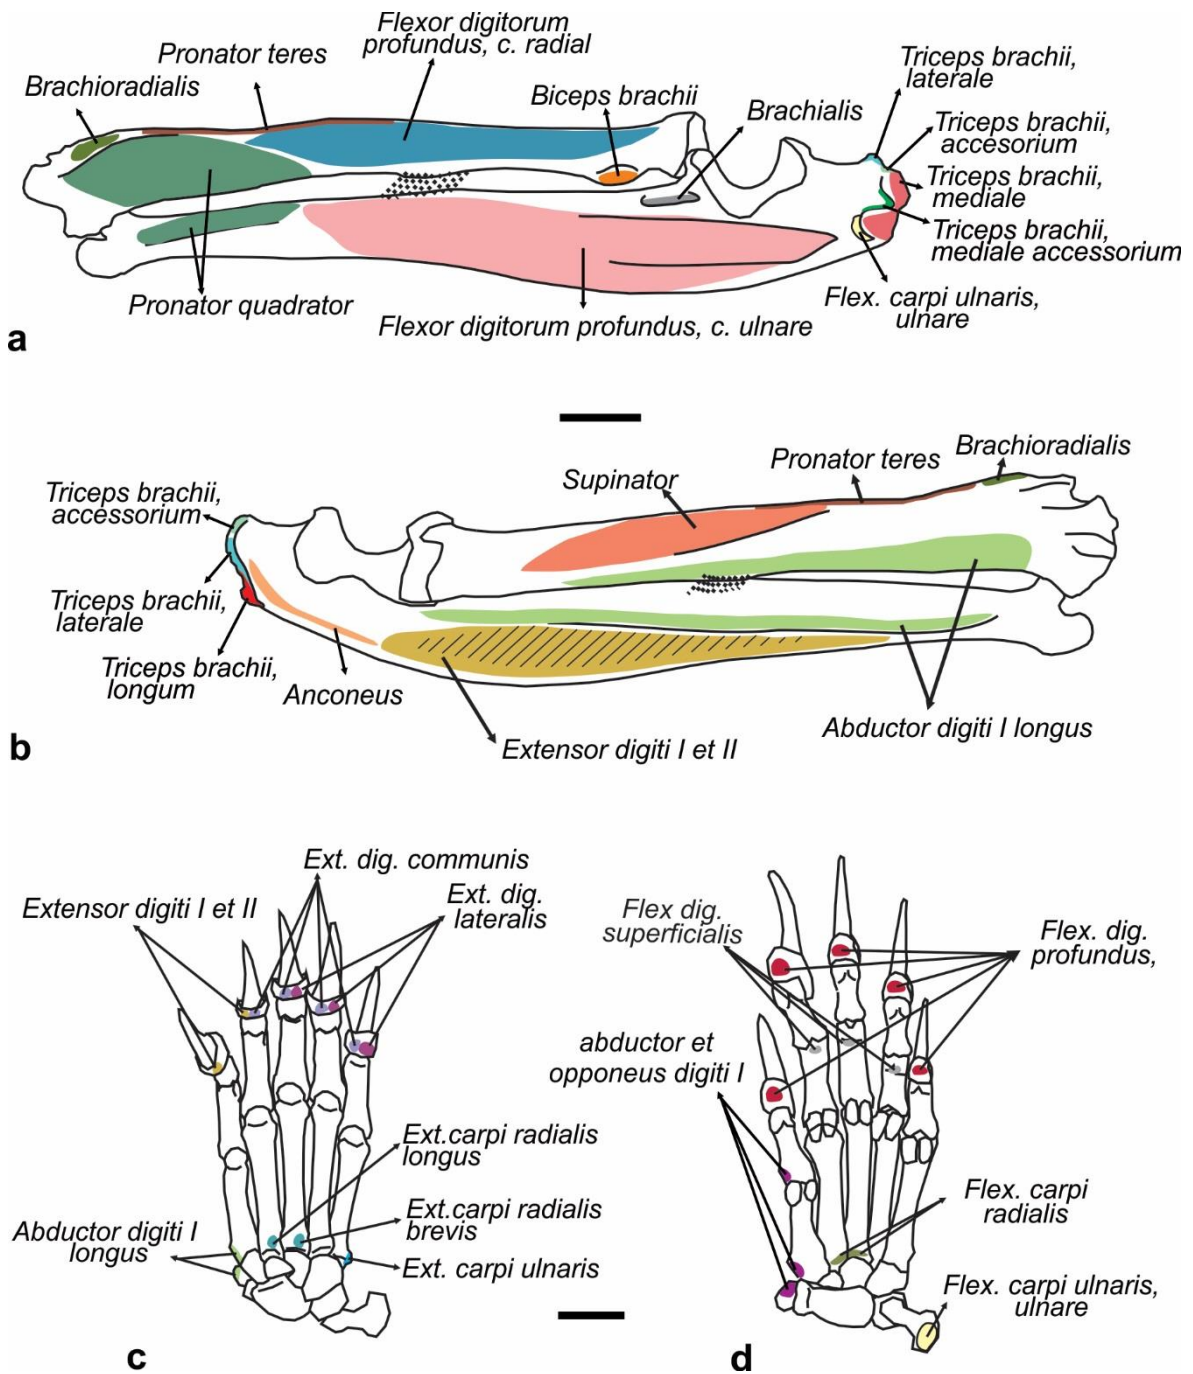 Flexor digitorum
profundus, c. radial
Pronator teres
Brachioradialis
Biceps brachii
Brachialis
Triceps brachii,
laterale
Triceps brachii,
accesorium
Triceps brachii,
mediale
Triceps brachii,
mediale accessorium
Flex. carpi ulnaris,
ulnare
Pronator quadrator
Flexor digitorum profundus, c. ulnare
a
Brachioradialis
Pronator teres
Supinator
Triceps brachii,
accessorium
Triceps brachii,
laterale
Triceps brachii,
longum
Anconeus
Extensor digiti I et II
Abductor digiti I longus
b
Ext. dig. communis
Extensor digiti I et II
Ext. dig.
lateralis
Ext.carpi radialis
longus
Ext.carpi radialis
brevis
Abductor digiti I
longus
Ext. carpi ulnaris
c
Flex dig.
superficialis
Flex. dig.
profundus,
abductor et
opponeus digiti I
Flex. carpi
radialis
Flex. carpi ulnaris,
ulnare
d